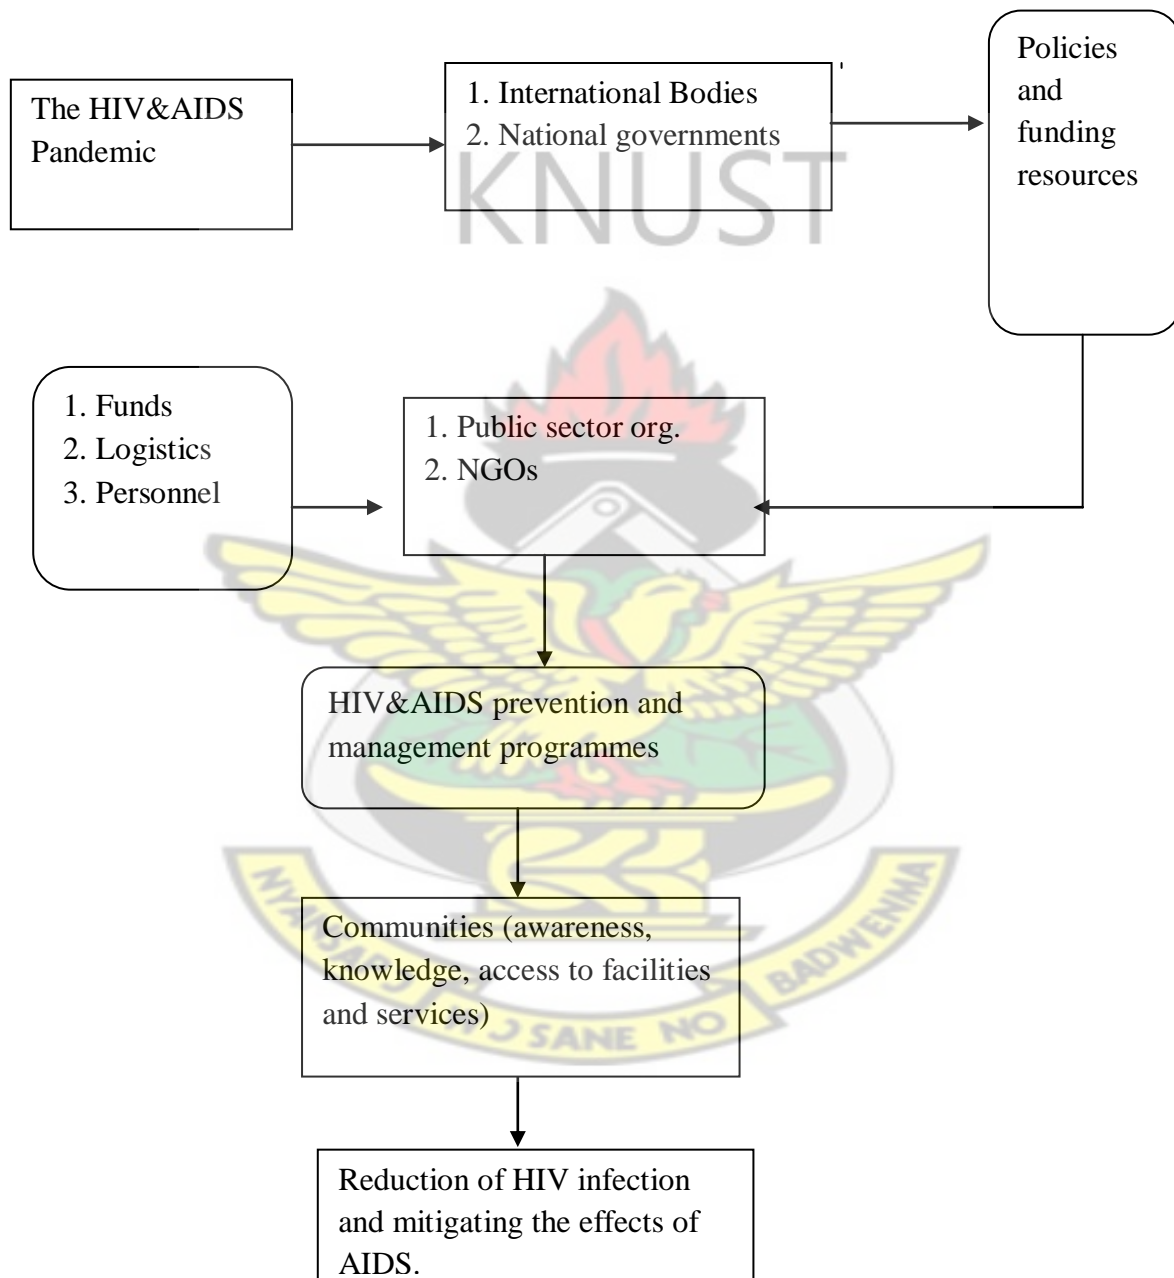 The HIV&AIDS
Pandemic
1. International Bodies
2. National governments
Policies
and
funding
resources
KNUST
1. Funds
2. Logistics
3. Personnel
1. Public sector org.
2. NGOs
HIV&AIDS prevention and
management programmes
Communities (awareness,
knowledge, access to facilities
and services)
SANE NO BADWENMA
Reduction of HIV infection
and mitigating the effects of
AIDS.